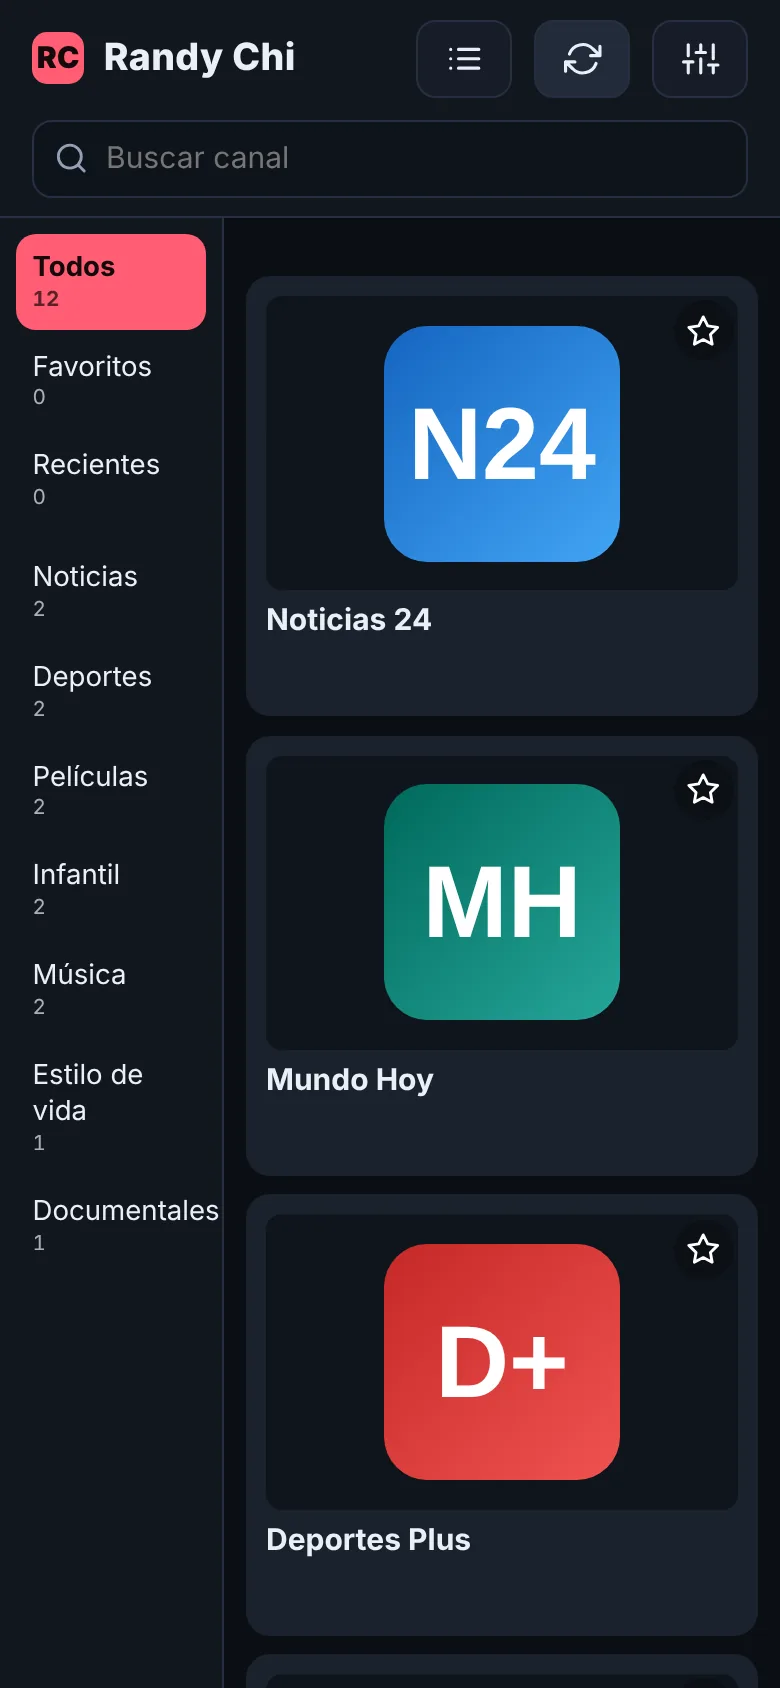 RC Randy Chi
Buscar canal
Todos
12
Favoritos
0
Recientes
0
Noticias
2
Deportes
2
Películas
2
Infantil
2
Música
2
Estilo de
vida
1
Documentales
1
N24
Noticias 24
MH
Mundo Hoy
D+
Deportes Plus